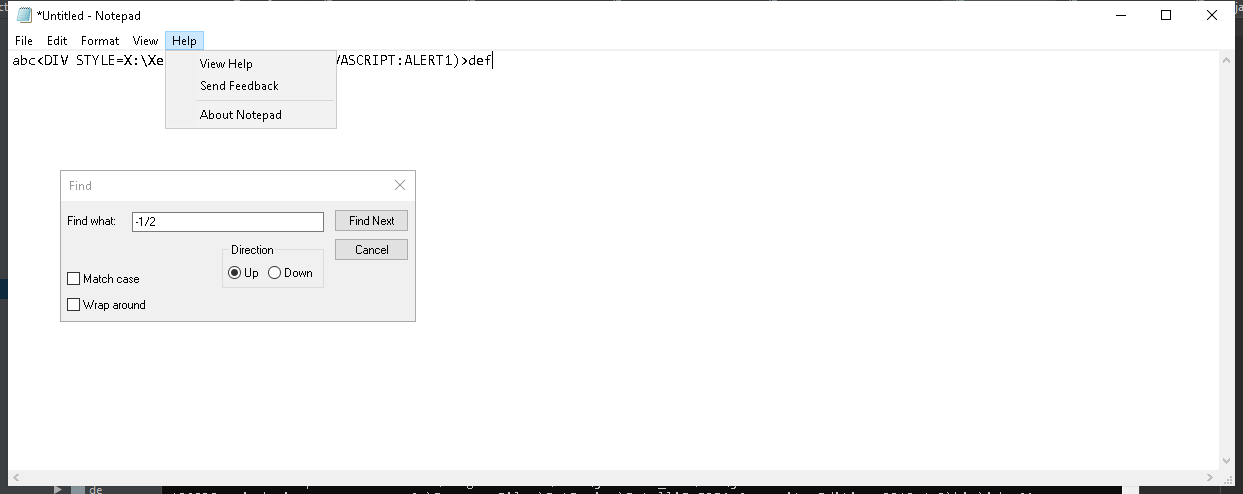 *Untitled - Notepad
File Edit Format View Help
abc<DIV STYLE=X:\Xe VASCRIPT:ALERT1)>def
View Help
Send Feedback
About Notepad
Find
Find what: -1/2 Find Next
Direction Cancel
Up Down
Match case
Wrap around
de